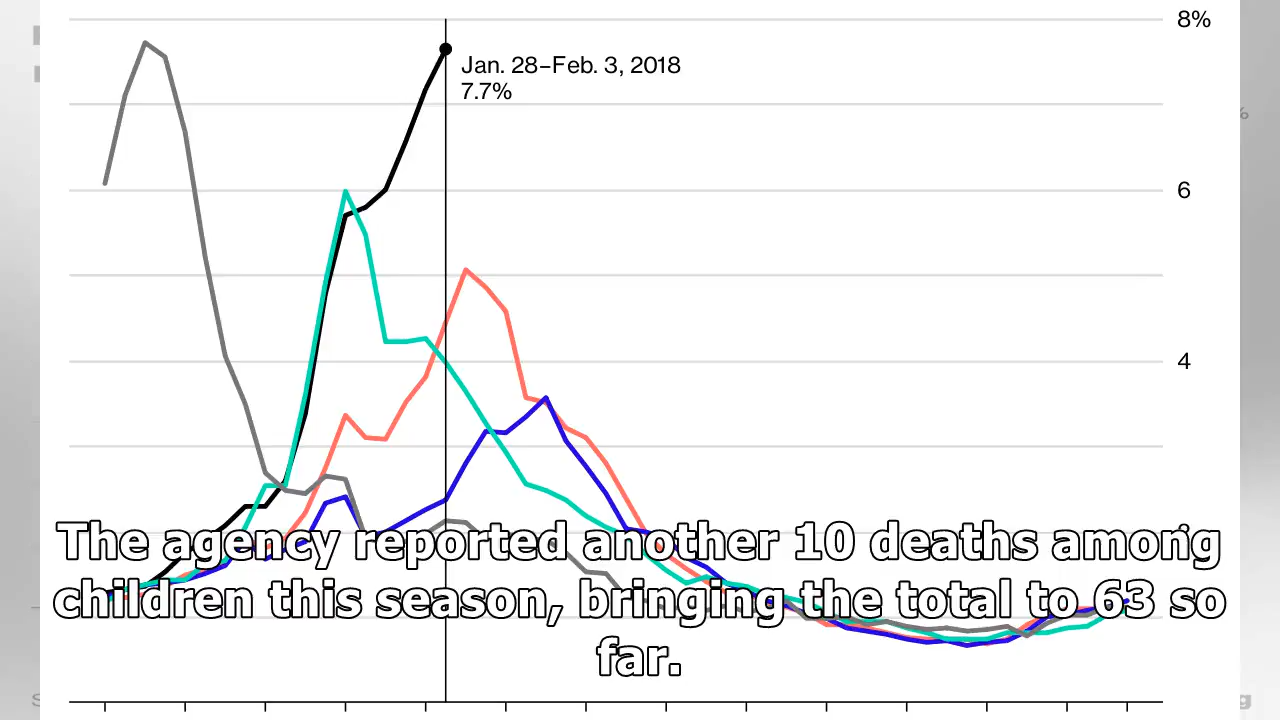 8%
Jan. 28–Feb. 3, 2018
7.7%
6
4
The agency reported another 10 deaths among
children this season, bringing the total to 63 so
far.